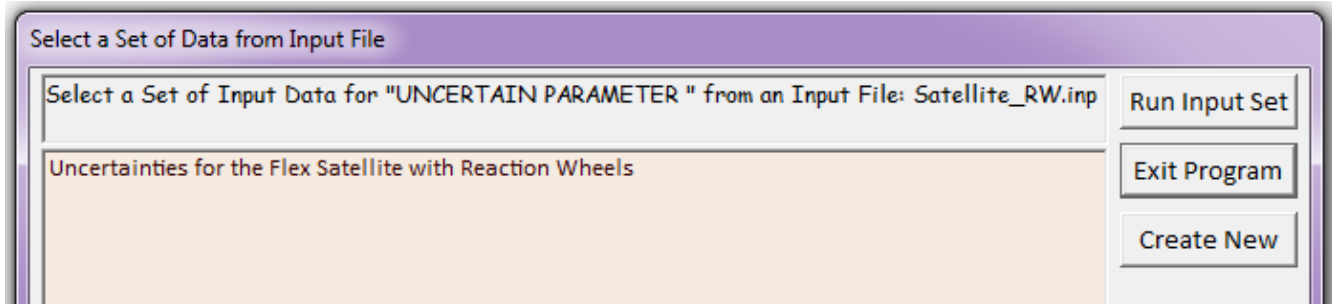 Select a Set of Data from Input File
Select a Set of Input Data for "UNCERTAIN PARAMETER " from an Input File: Satellite_RW.inp
Run Input Set
Uncertainties for the Flex Satellite with Reaction Wheels
Exit Program
Create New